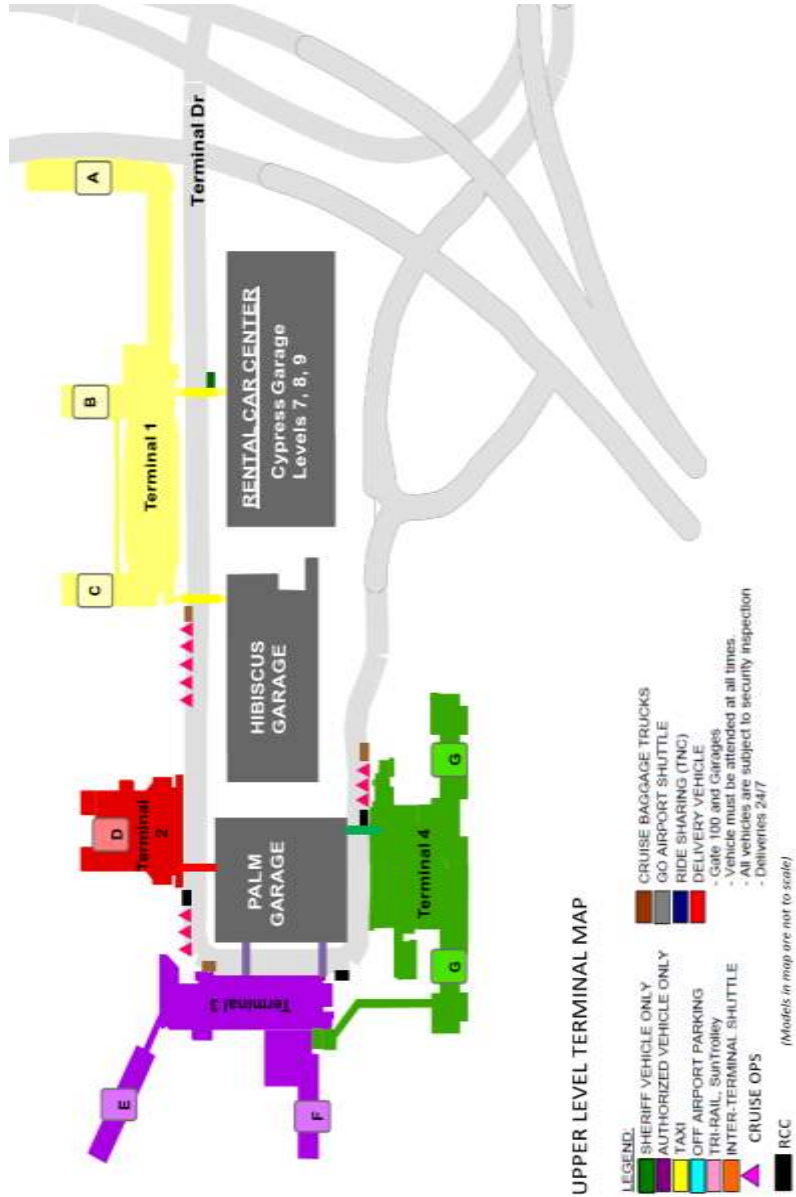 A
B
C
Terminal 1
Terminal Dr
RENTAL CAR CENTER
Cypress Garage
Levels 7, 8, 9
HIBISCUS
GARAGE
D
Terminal
2
PALM
GARAGE
E
F
Terminal 3
G
G
Terminal 4
UPPER LEVEL TERMINAL MAP
LEGEND:
SHERIFF VEHICLE ONLY
AUTHORIZED VEHICLE ONLY
TAXI
OFF AIRPORT PARKING
TRI-RAIL, SunTrolley
INTER-TERMINAL SHUTTLE
CRUISE OPS
RCC
CRUISE BAGGAGE TRUCKS
GO AIRPORT SHUTTLE
RIDE SHARING (TNC)
DELIVERY VEHICLE
- Gate 100 and Garages
- Vehicle must be attended at all times.
- All vehicles are subject to security inspection
- Deliveries 24/7
(Models in map are not to scale)